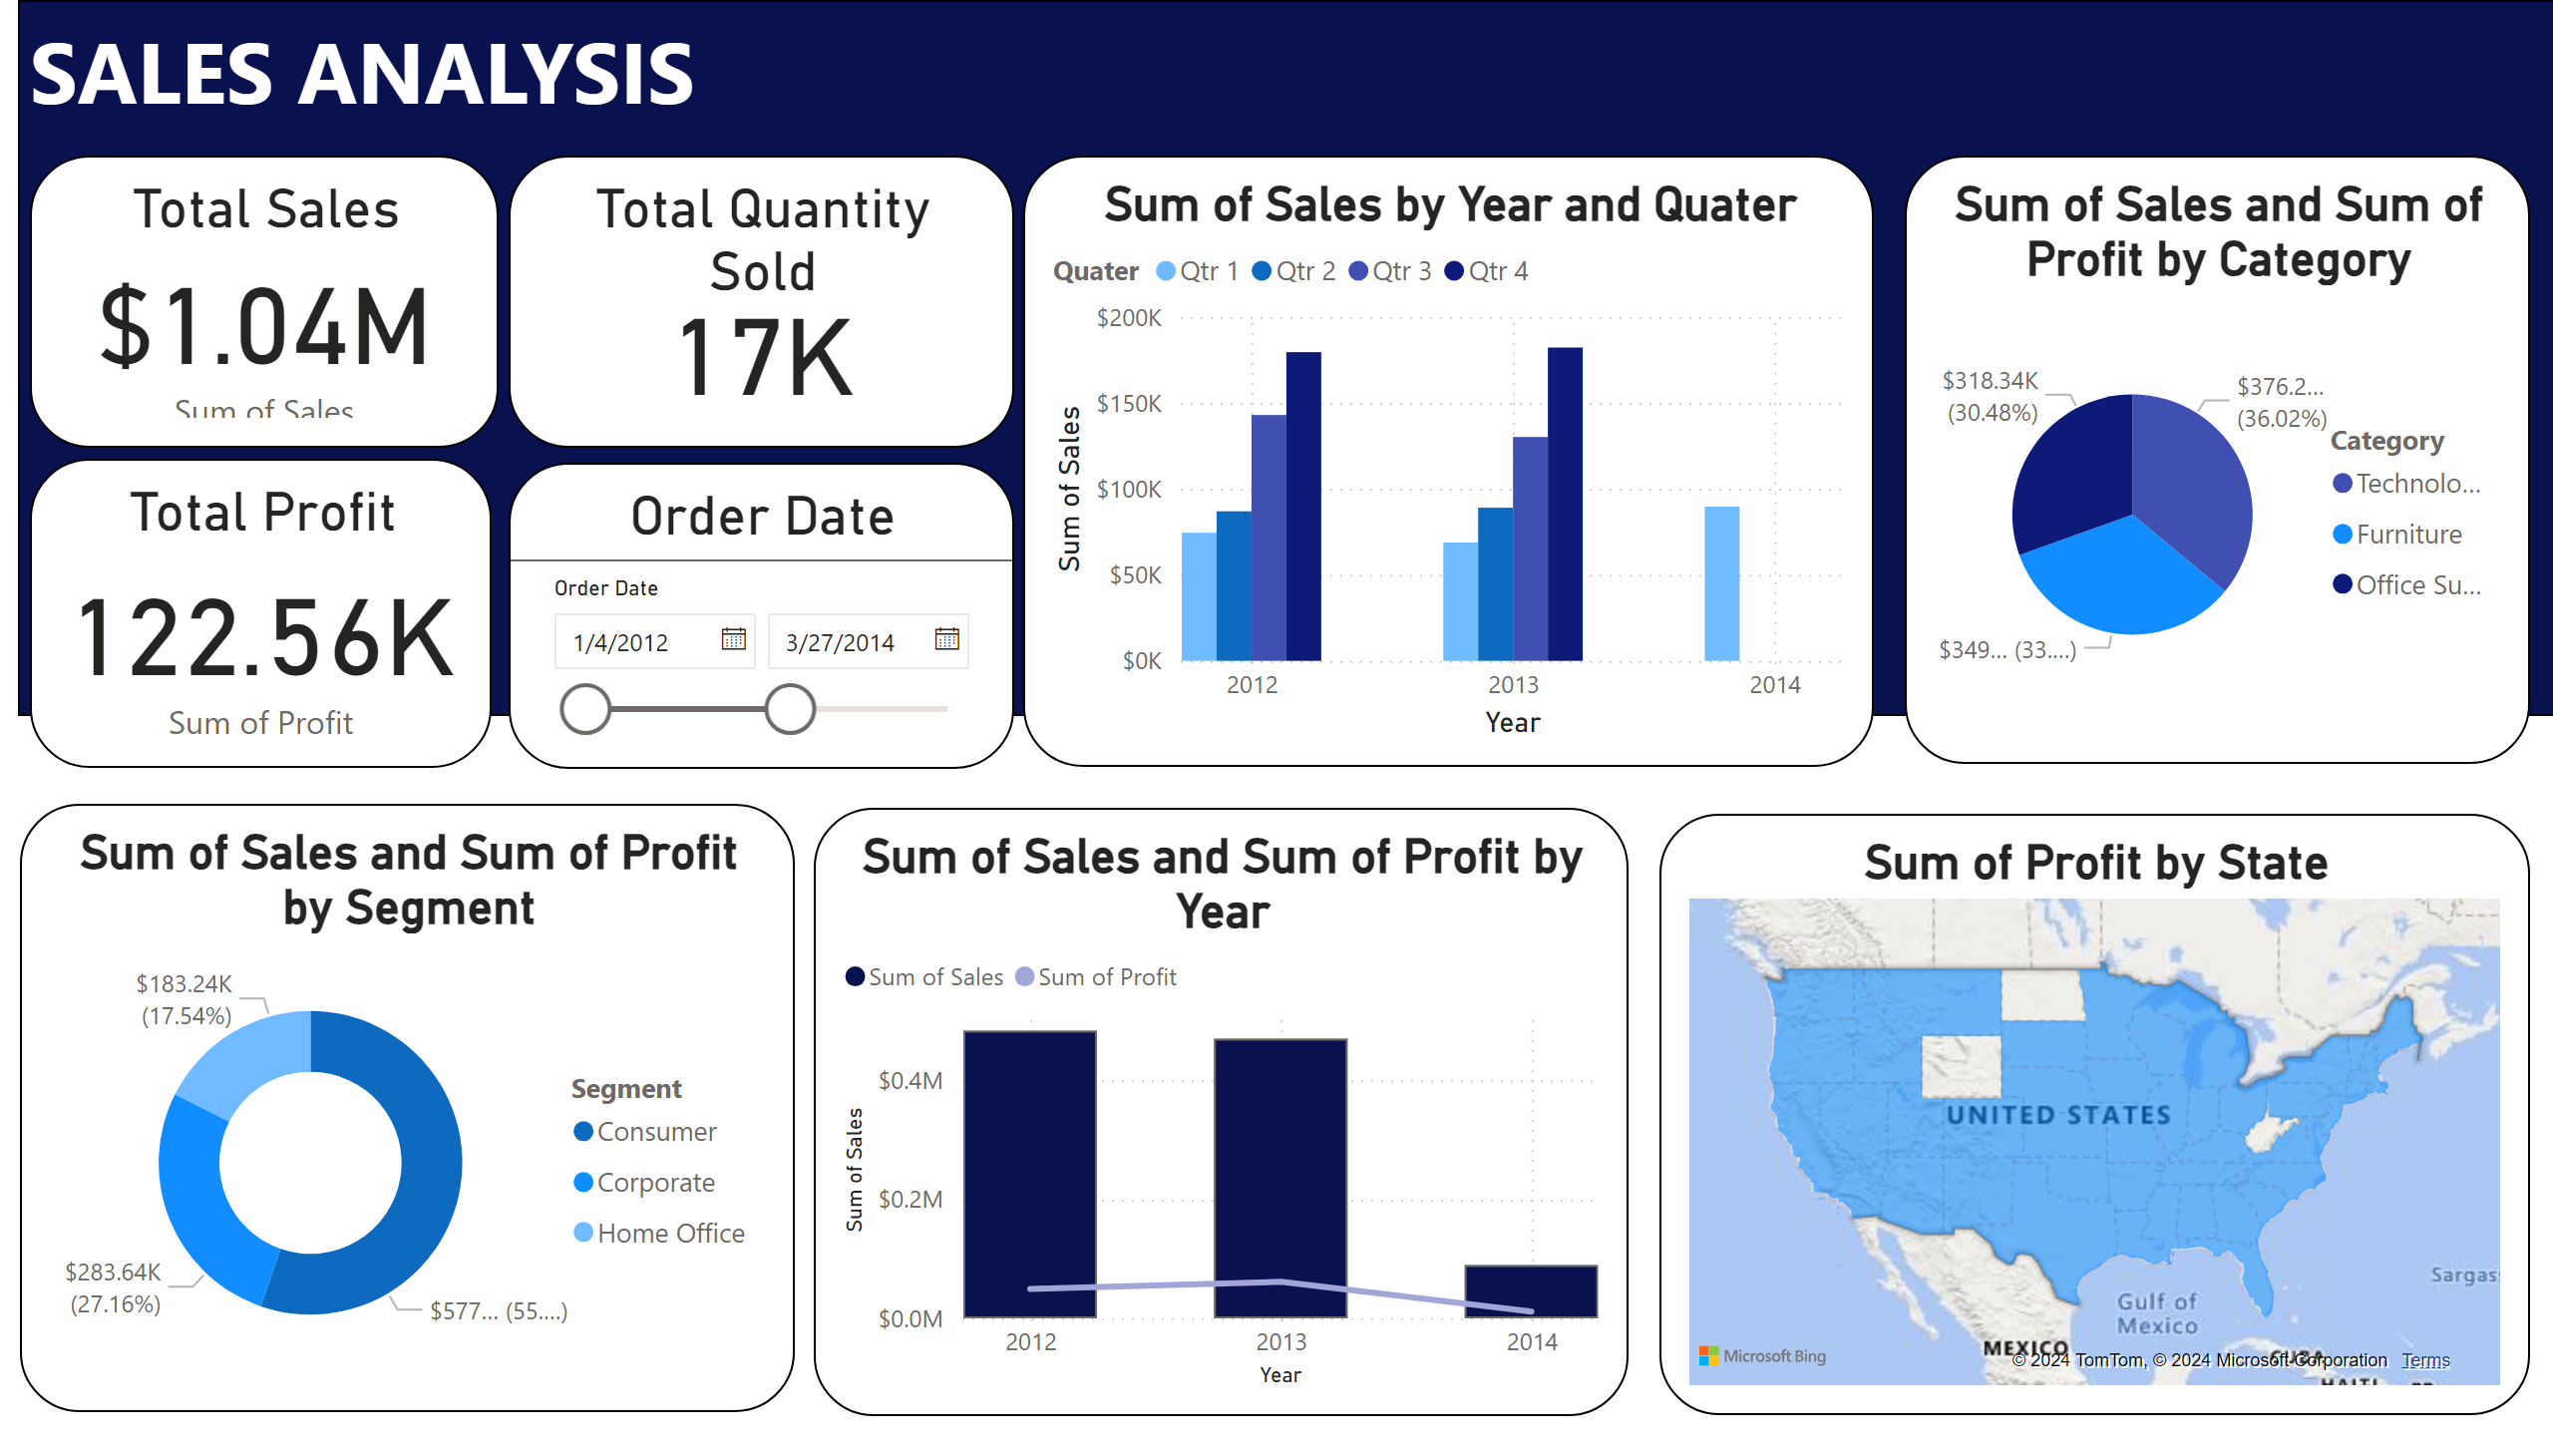 SALES ANALYSIS
Total Sales
$1.04M
Sum of Sales
Total Quantity
Sold
17K
Total Profit
122.56K
Sum of Profit
Order Date
Order Date
1/4/2012
3/27/2014
Sum of Sales by Year and Quater
Quater Qtr 1 Qtr 2 Qtr 3 Qtr 4
$200K
$150K
$100K
$50K
$0K
Sum of Sales
2012 2013 2014
Year
Sum of Sales and Sum of
Profit by Category
$318.34K
(30.48%)
$376.2...
(36.02%)
$349... (33....)
Category
Technolo...
Furniture
Office Su...
Sum of Sales and Sum of Profit
by Segment
$183.24K
(17.54%)
$283.64K
(27.16%)
$577... (55....)
Segment
Consumer
Corporate
Home Office
Sum of Sales and Sum of Profit by
Year
Sum of Sales Sum of Profit
$0.4M
$0.2M
$0.0M
Sum of Sales
2012 2013 2014
Year
Sum of Profit by State
UNITED STATES
Sargas
Gulf of
Mexico
MEXICO
CUBA
Microsoft Bing
© 2024 TomTom, © 2024 Microsoft Corporation Terms
HAITI